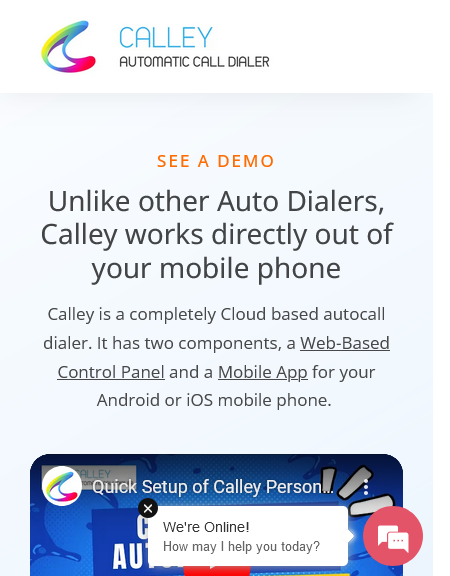 CALLEY
AUTOMATIC CALL DIALER
SEE A DEMO
Unlike other Auto Dialers,
Calley works directly out of
your mobile phone
Calley is a completely Cloud based autocall
dialer. It has two components, a Web-Based
Control Panel and a Mobile App for your
Android or iOS mobile phone.
CALLEY
Quick Setup of Calley Person...
We're Online!
How may I help you today?